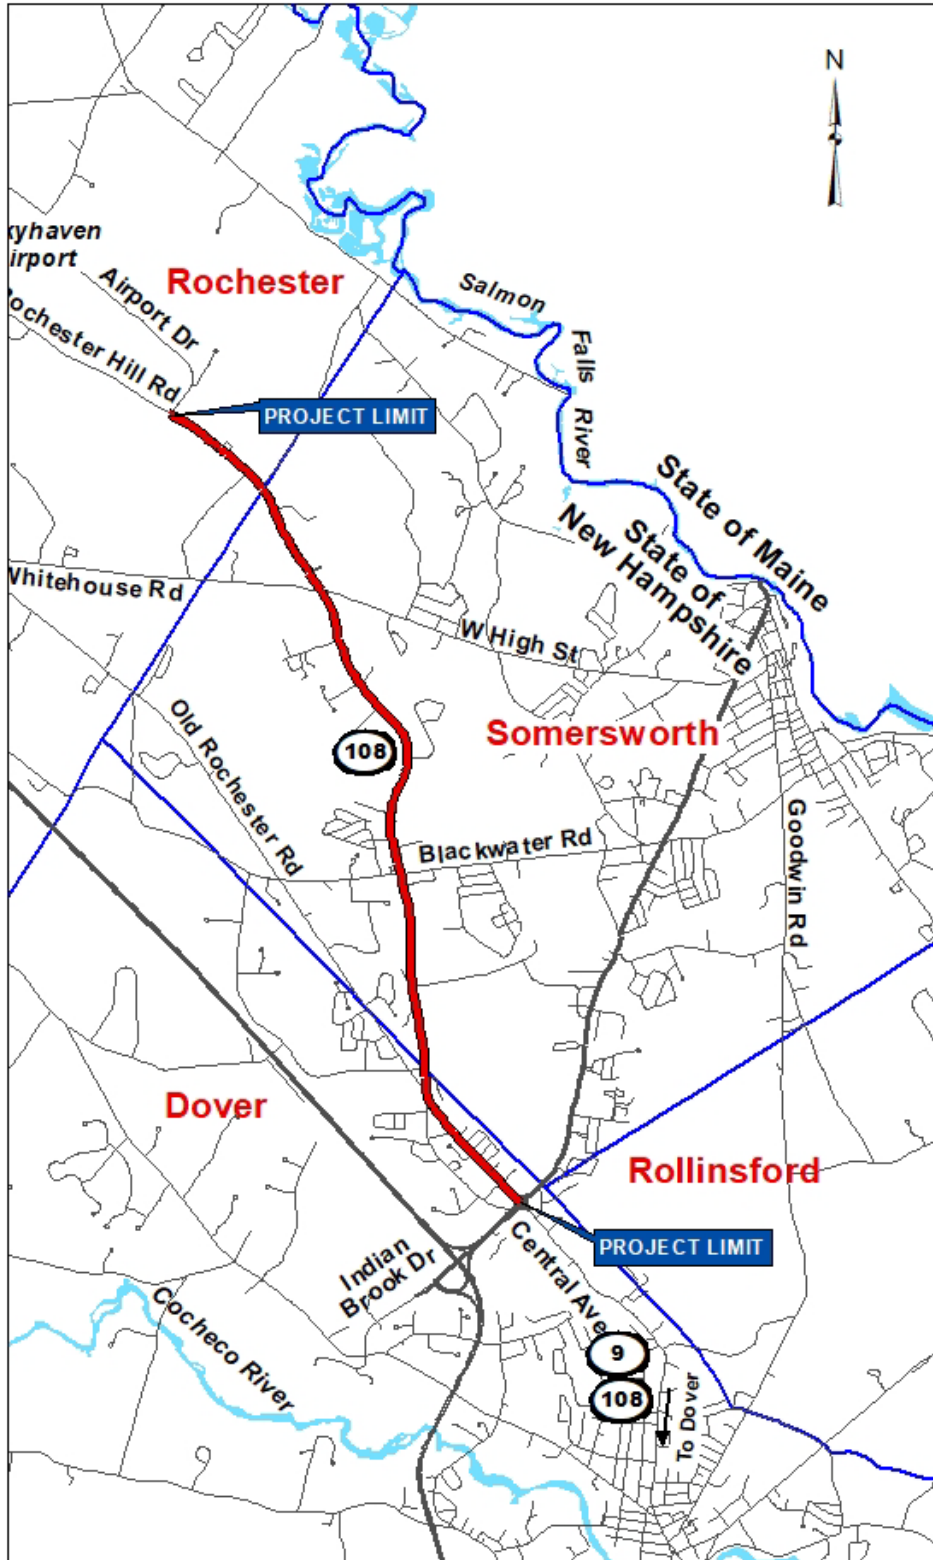 N
kyhaven
irport
Airport Dr
Rochester
Rochester Hill Rd
Salmon
Falls
River
PROJECT LIMIT
State of Maine
State of
New Hampshire
Whitehouse Rd
W High St
Old Rochester Rd
108
Somersworth
Blackwater Rd
Goodwin Rd
Dover
Rollinsford
PROJECT LIMIT
Indian
Brook Dr
Central Ave
Cocheco River
9
108
To Dover